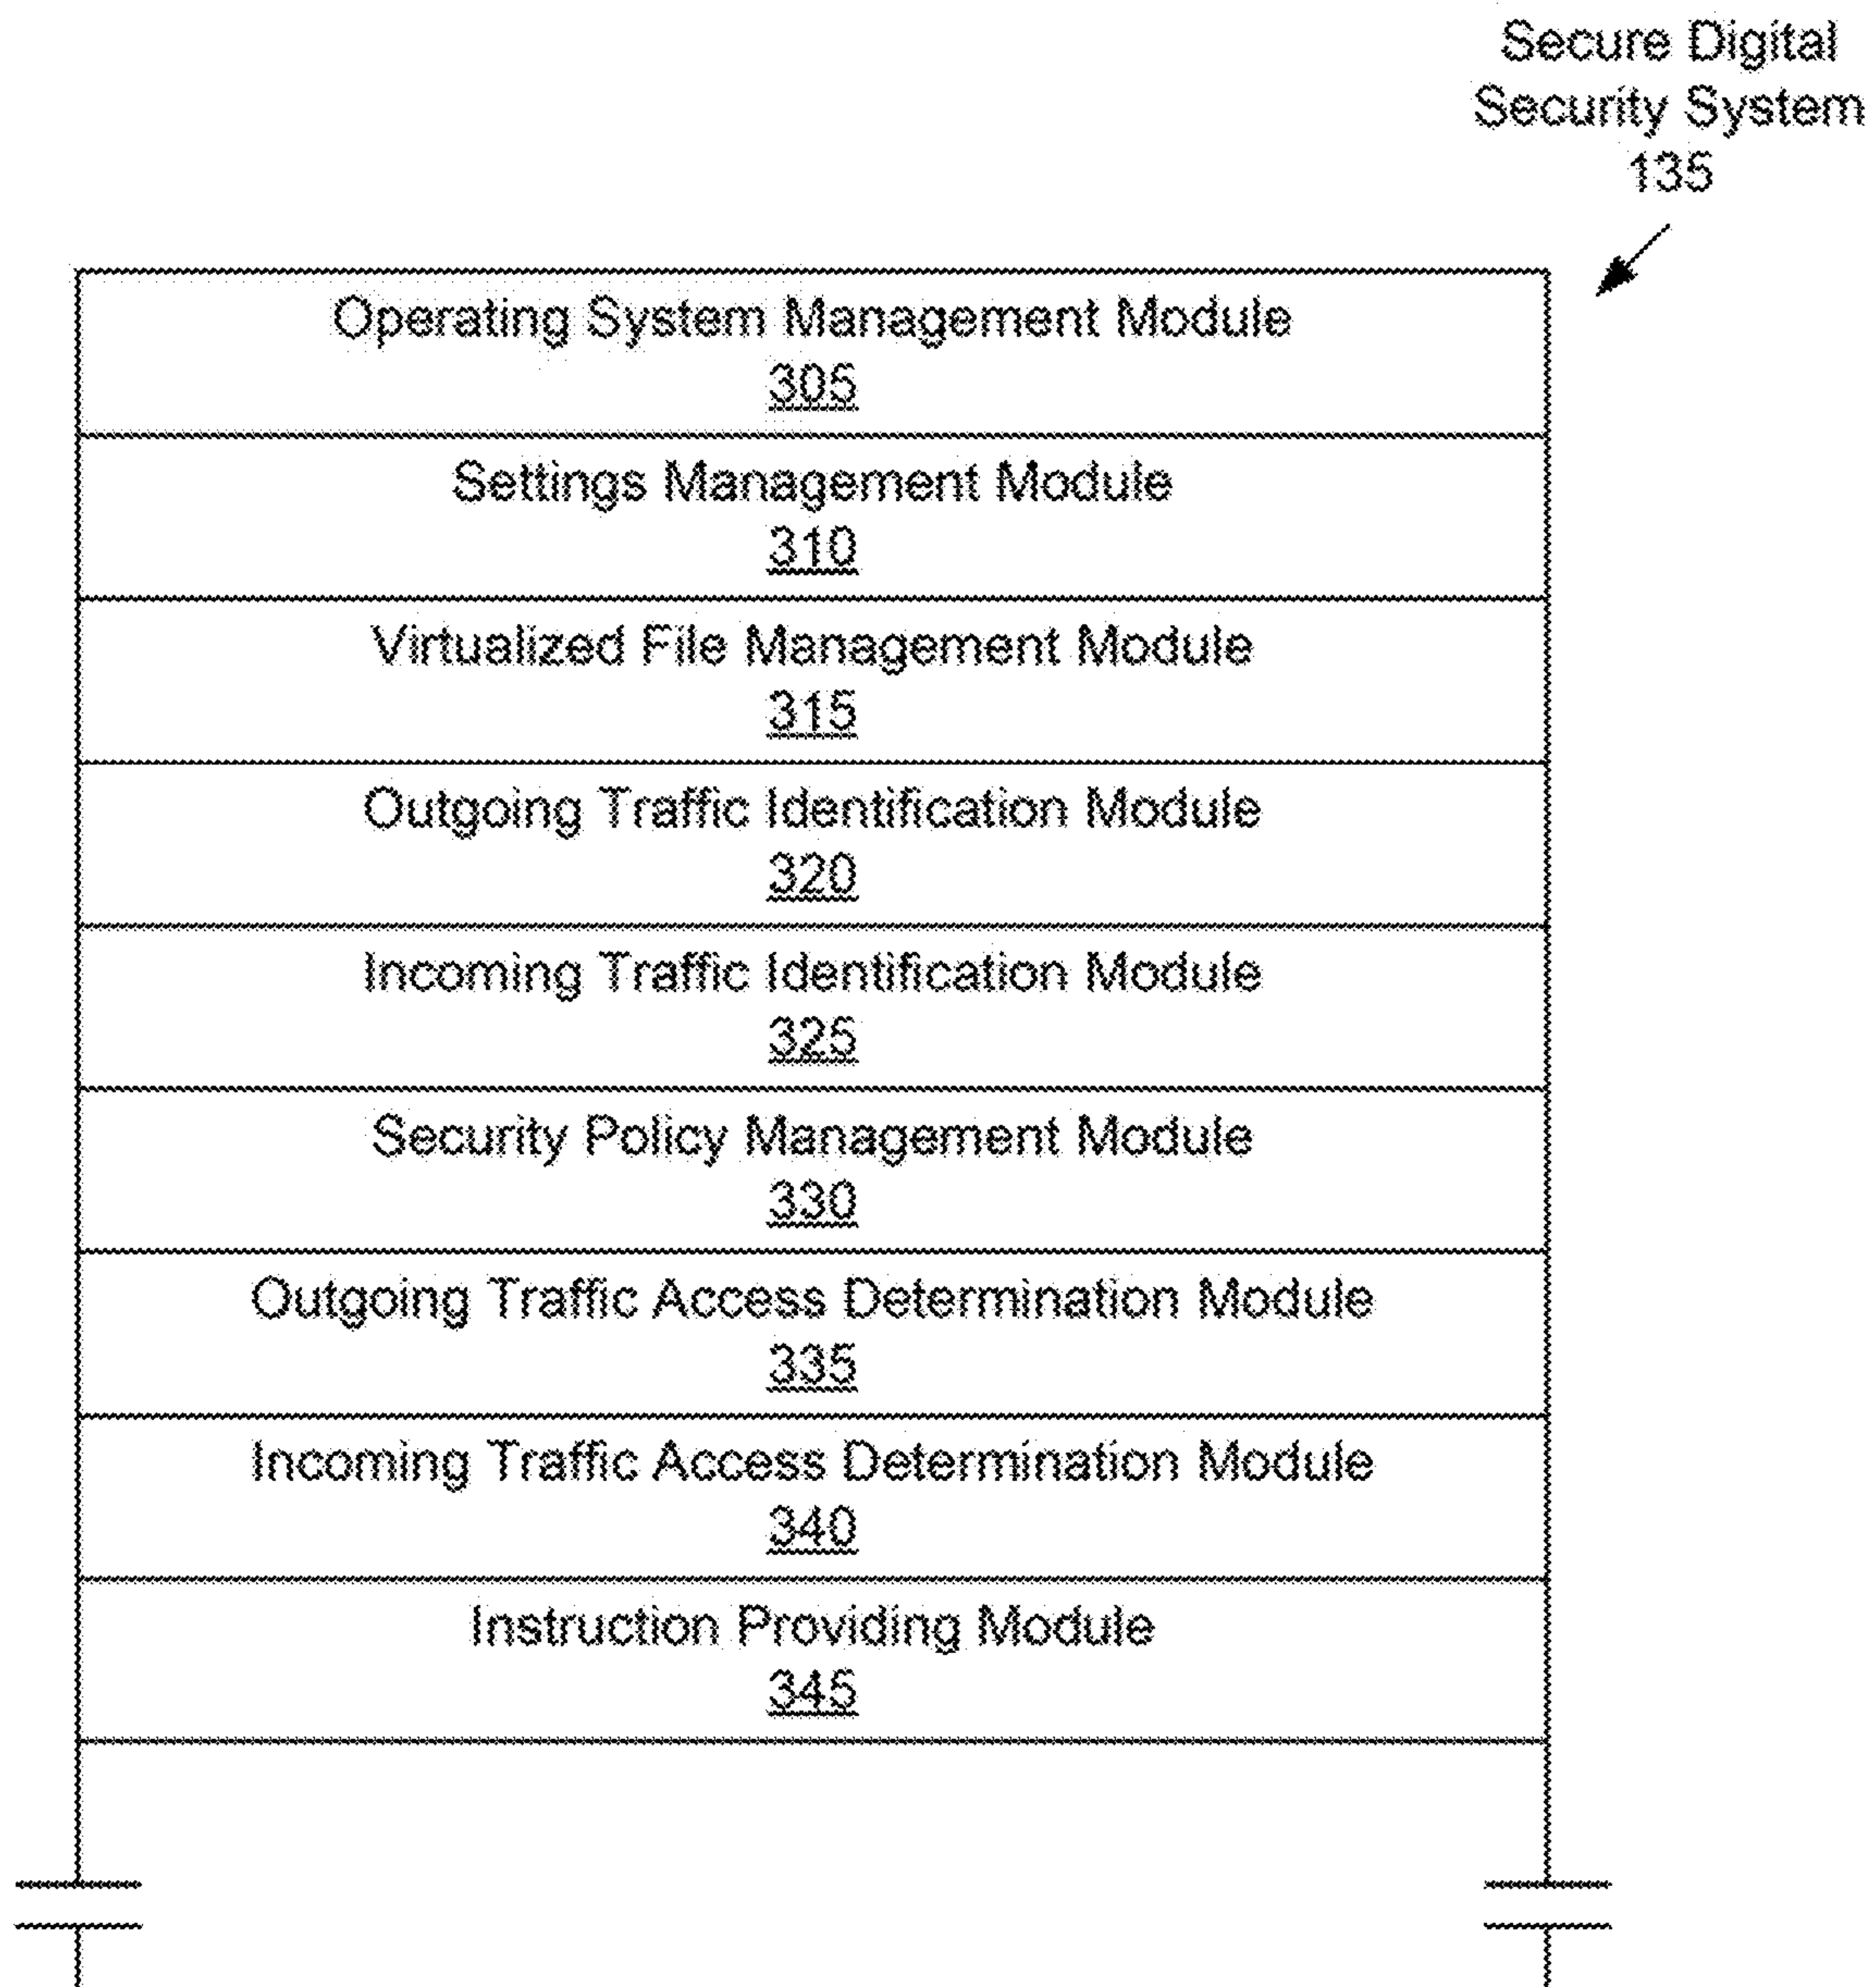 Secure Digital
Security System
135
Operating System Management Module
305
Settings Management Module
310
Virtualized File Management Module
315
Outgoing Traffic Identification Module
320
Incoming Traffic Identification Module
325
Security Policy Management Module
330
Outgoing Traffic Access Determination Module
335
Incoming Traffic Access Determination Module
340
Instruction Providing Module
345